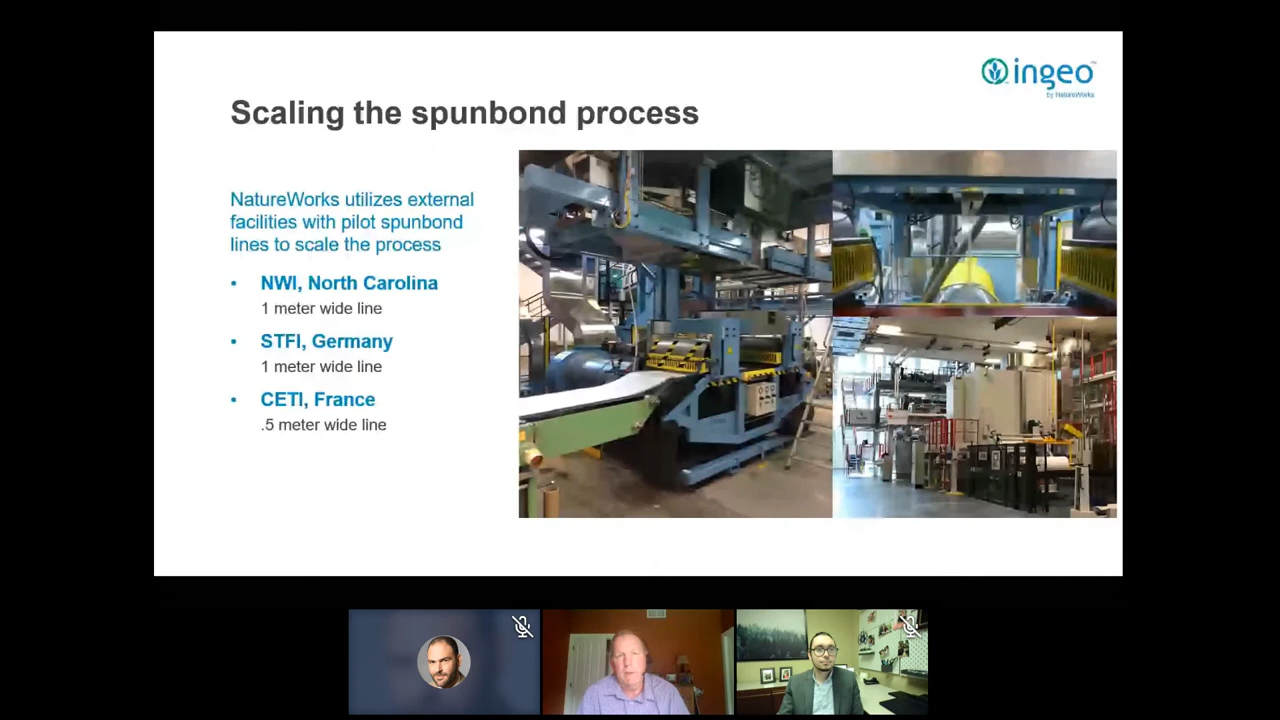 ingeo™
by NatureWorks
Scaling the spunbond process
NatureWorks utilizes external
facilities with pilot spunbond
lines to scale the process
• NWI, North Carolina
1 meter wide line
• STFI, Germany
1 meter wide line
• CETI, France
.5 meter wide line